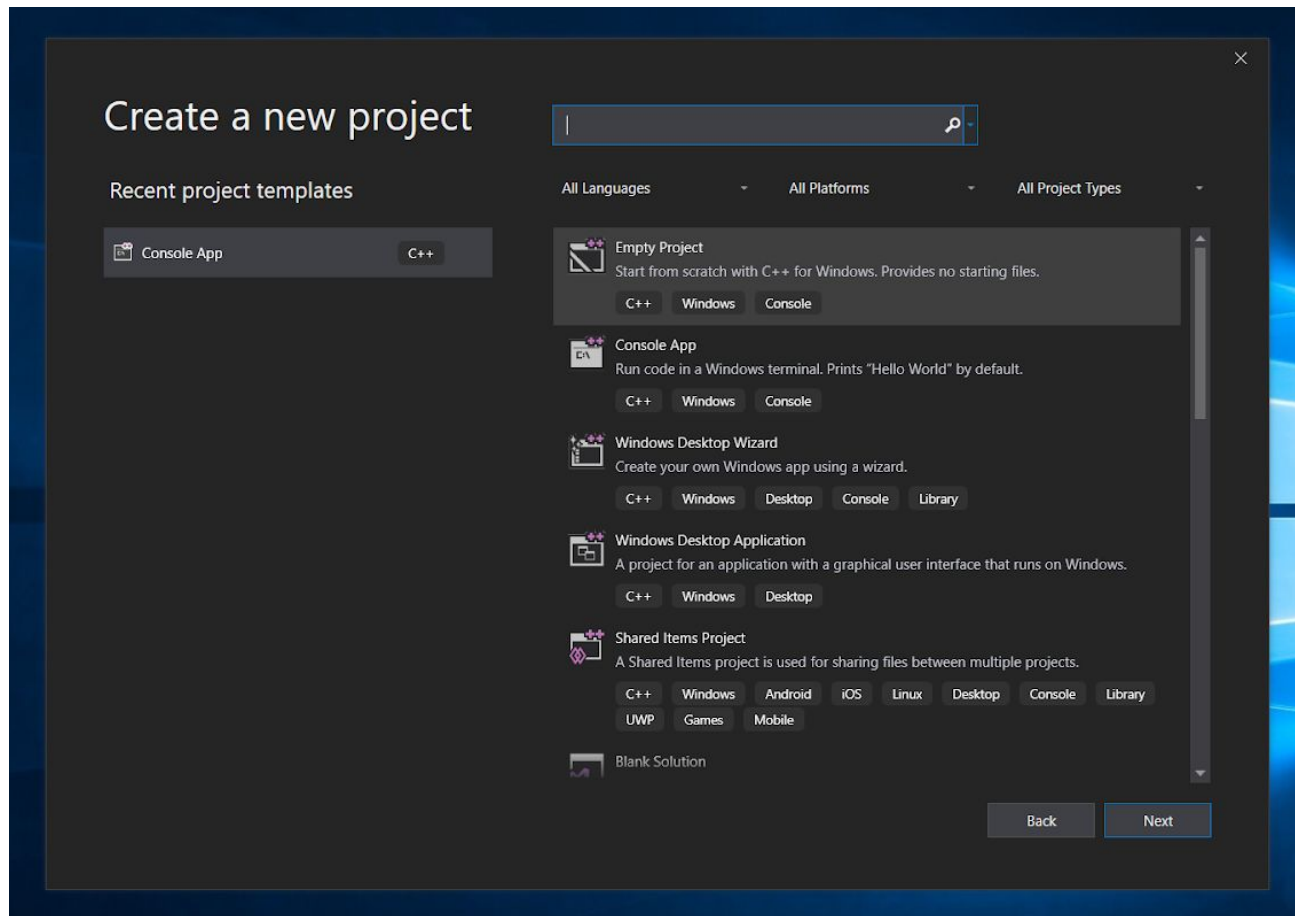 Create a new project
Recent project templates
Console App C++
All Languages All Platforms All Project Types
Empty Project
Start from scratch with C++ for Windows. Provides no starting files.
C++ Windows Console
Console App
Run code in a Windows terminal. Prints "Hello World" by default.
C++ Windows Console
Windows Desktop Wizard
Create your own Windows app using a wizard.
C++ Windows Desktop Console Library
Windows Desktop Application
A project for an application with a graphical user interface that runs on Windows.
C++ Windows Desktop
Shared Items Project
A Shared Items project is used for sharing files between multiple projects.
C++ Windows Android iOS Linux Desktop Console Library
UWP Games Mobile
Blank Solution
Back Next